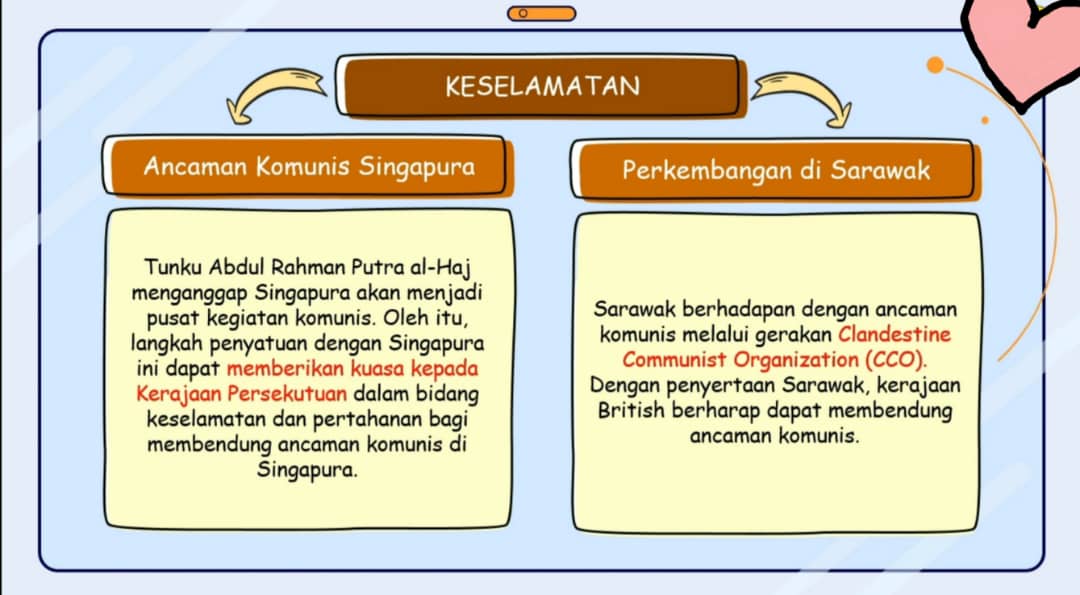 KESELAMATAN
Ancaman Komunis Singapura
Tunku Abdul Rahman Putra al-Haj
menganggap Singapura akan menjadi
pusat kegiatan komunis. Oleh itu,
langkah penyatuan dengan Singapura
ini dapat memberikan kuasa kepada
Kerajaan Persekutuan dalam bidang
keselamatan dan pertahanan bagi
membendung ancaman komunis di
Singapura.
Perkembangan di Sarawak
Sarawak berhadapan dengan ancaman
komunis melalui gerakan Clandestine
Communist Organization (CCO).
Dengan penyertaan Sarawak, kerajaan
British berharap dapat membendung
ancaman komunis.